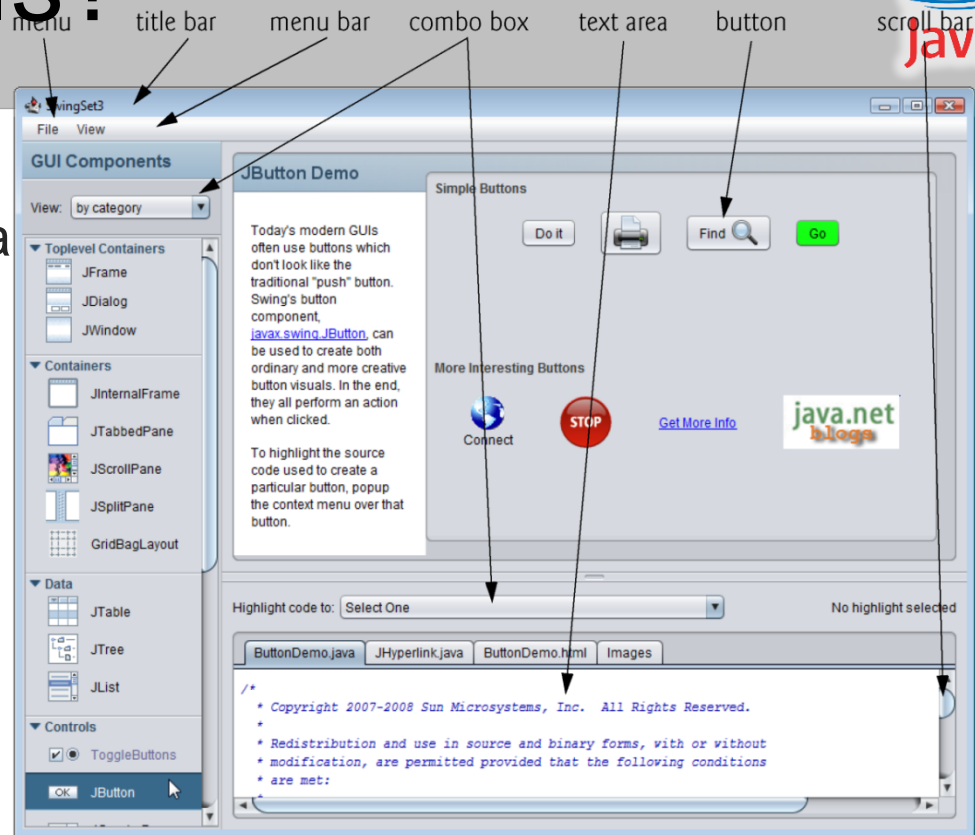 ns?
menu title bar menu bar combo box text area button scroll bar
Jav
SwingSet3
File View
GUI Components
View: by category
a
Toplevel Containers
JFrame
JDialog
JWindow
Containers
JInternalFrame
JTabbedPane
JScrollPane
JSplitPane
GridBagLayout
Data
JTable
JTree
JList
Controls
ToggleButtons
OK JButton
JButton Demo
Today's modern GUIs
often use buttons which
don't look like the
traditional "push" button.
Swing's button
component,
javax.swing.JButton, can
be used to create both
ordinary and more creative
button visuals. In the end,
they all perform an action
when clicked.
To highlight the source
code used to create a
particular button, popup
the context menu over that
button.
Simple Buttons
Do it Find Go
More Interesting Buttons
Connect STOP Get More Info java.net
blogs
Highlight code to: Select One No highlight selected
ButtonDemo.java JHyperlink.java ButtonDemo.html Images
/*
* Copyright 2007-2008 Sun Microsystems, Inc. All Rights Reserved.
*
* Redistribution and use in source and binary forms, with or without
* modification, are permitted provided that the following conditions
* are met:
*